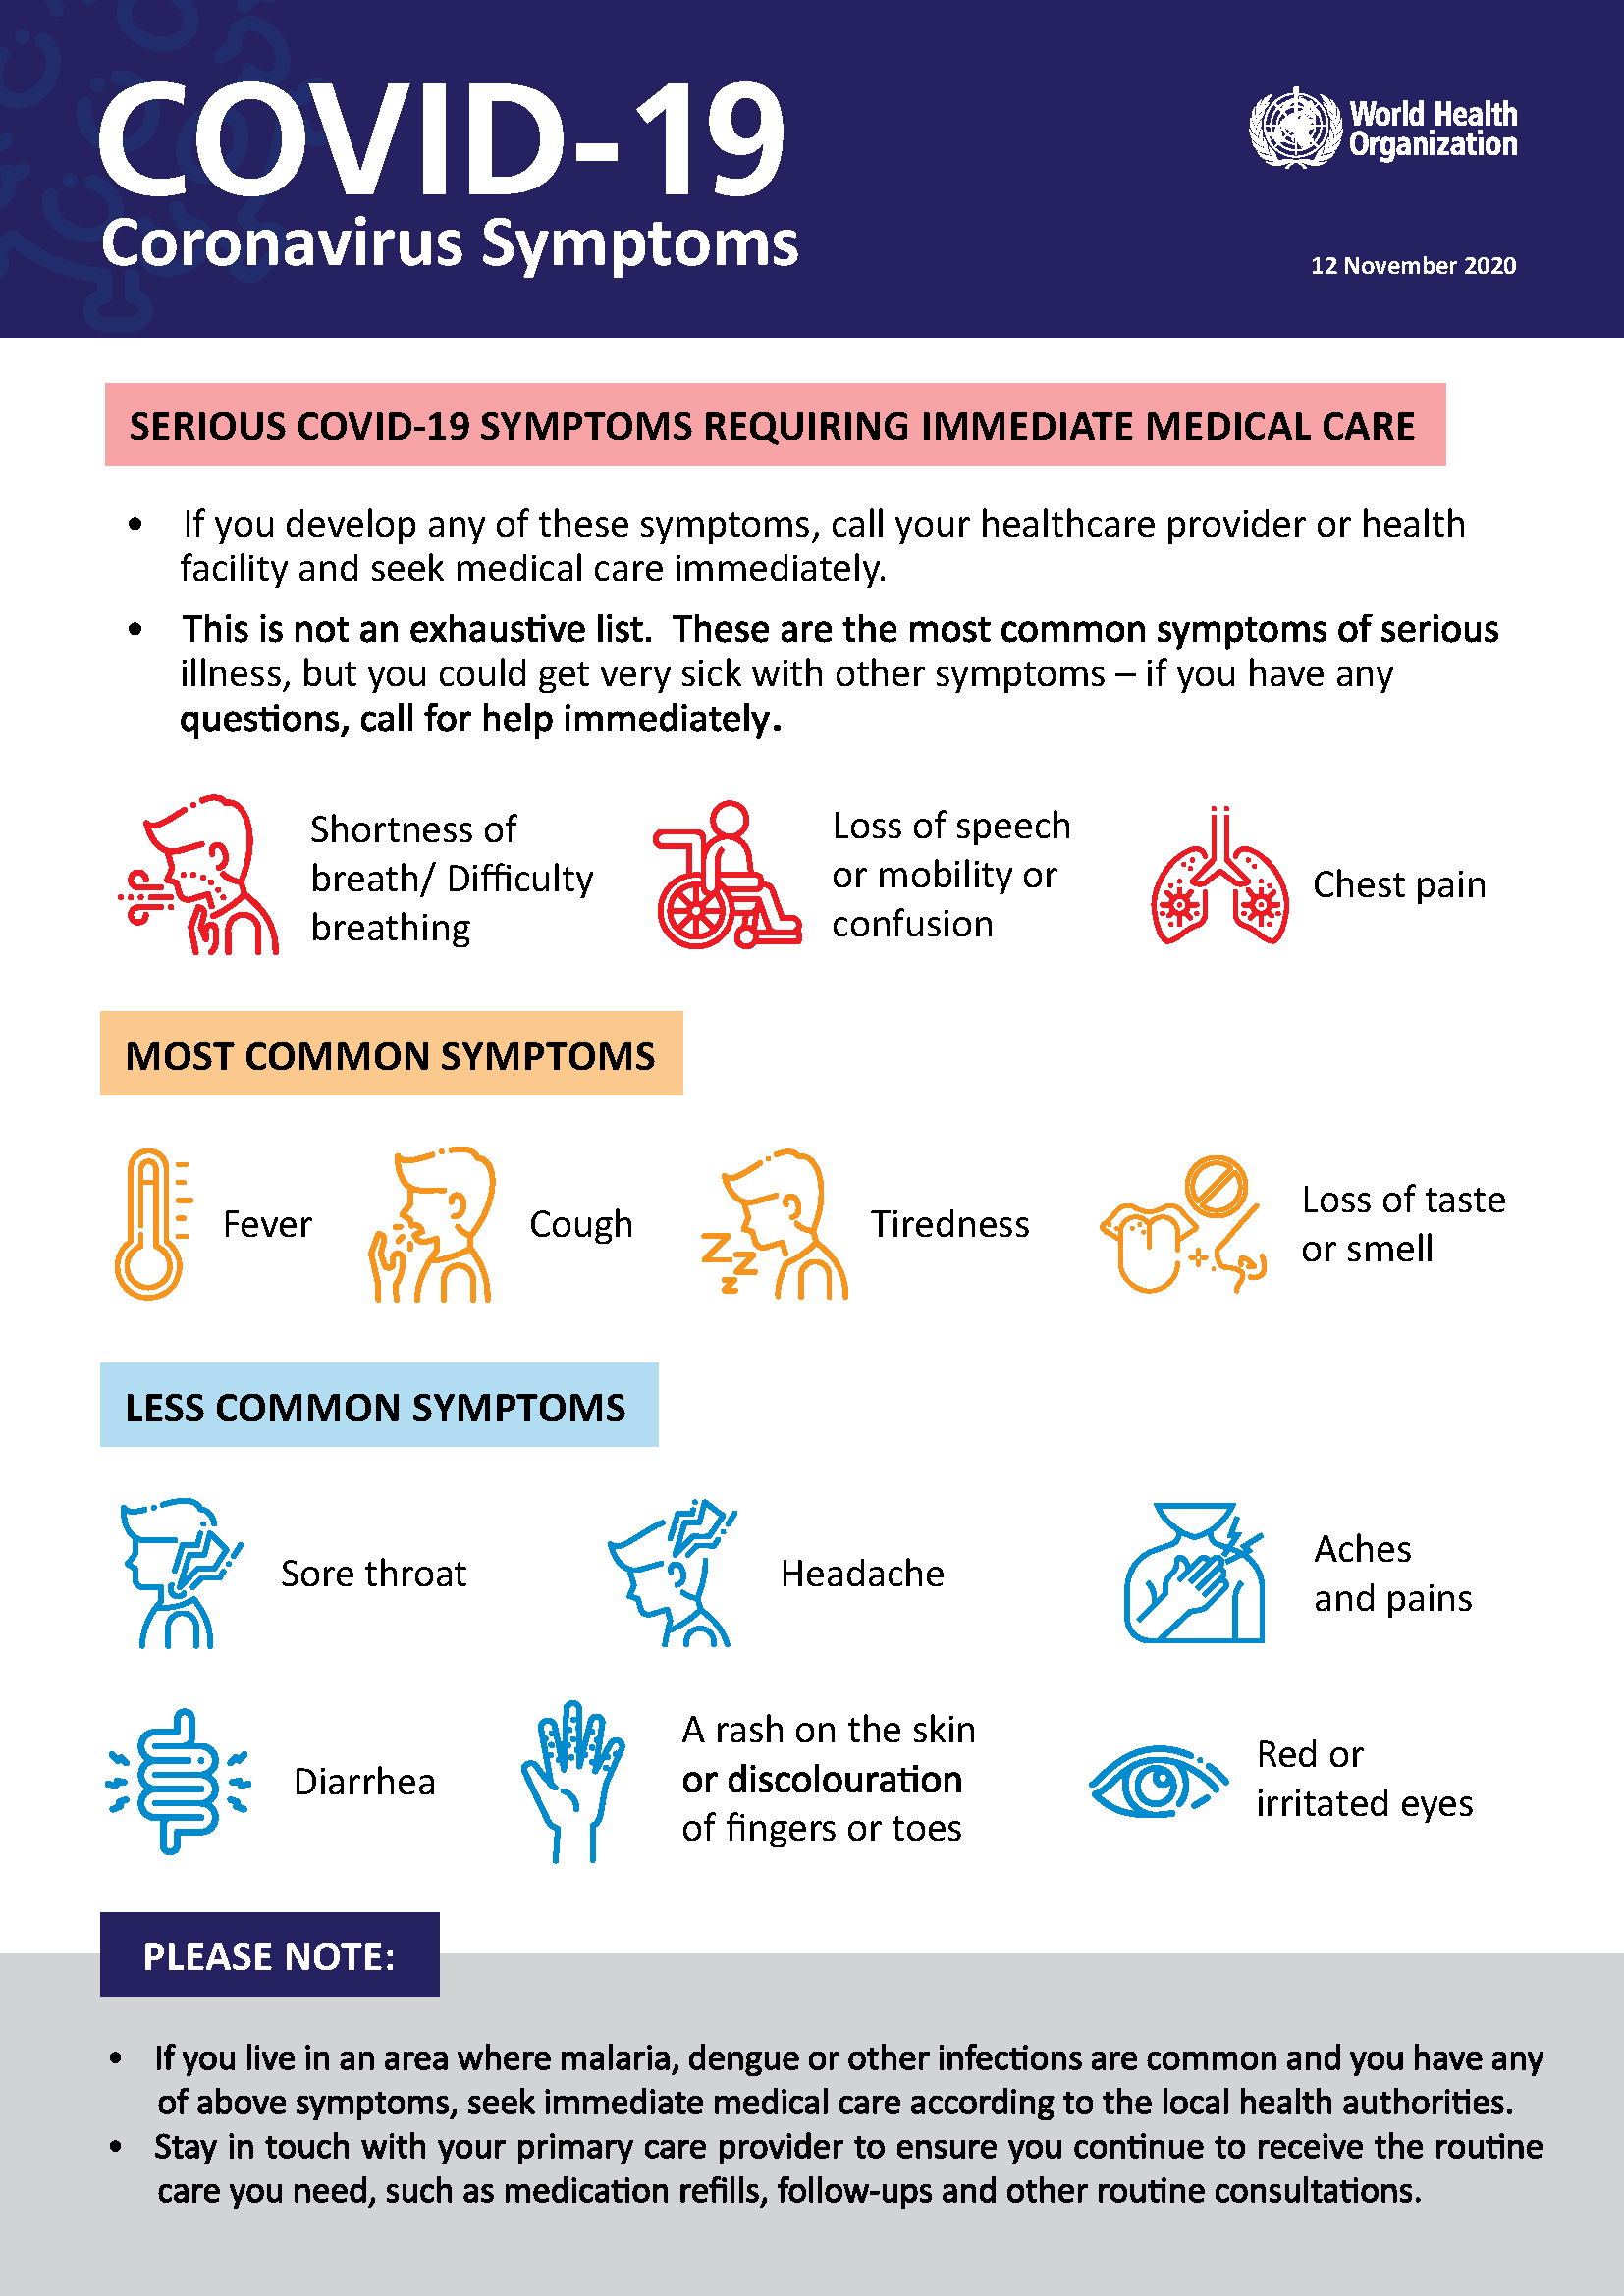 COVID-19
Coronavirus Symptoms
World Health
Organization
12 November 2020
SERIOUS COVID-19 SYMPTOMS REQUIRING IMMEDIATE MEDICAL CARE
• If you develop any of these symptoms, call your healthcare provider or health
facility and seek medical care immediately.
• This is not an exhaustive list. These are the most common symptoms of serious
illness, but you could get very sick with other symptoms – if you have any
questions, call for help immediately.
Shortness of
breath/ Difficulty
breathing
Loss of speech
or mobility or
confusion
Chest pain
MOST COMMON SYMPTOMS
Fever
Cough
Tiredness
Loss of taste
or smell
LESS COMMON SYMPTOMS
Sore throat
Headache
Aches
and pains
Diarrhea
A rash on the skin
or discolouration
of fingers or toes
Red or
irritated eyes
PLEASE NOTE:
• If you live in an area where malaria, dengue or other infections are common and you have any
of above symptoms, seek immediate medical care according to the local health authorities.
• Stay in touch with your primary care provider to ensure you continue to receive the routine
care you need, such as medication refills, follow-ups and other routine consultations.